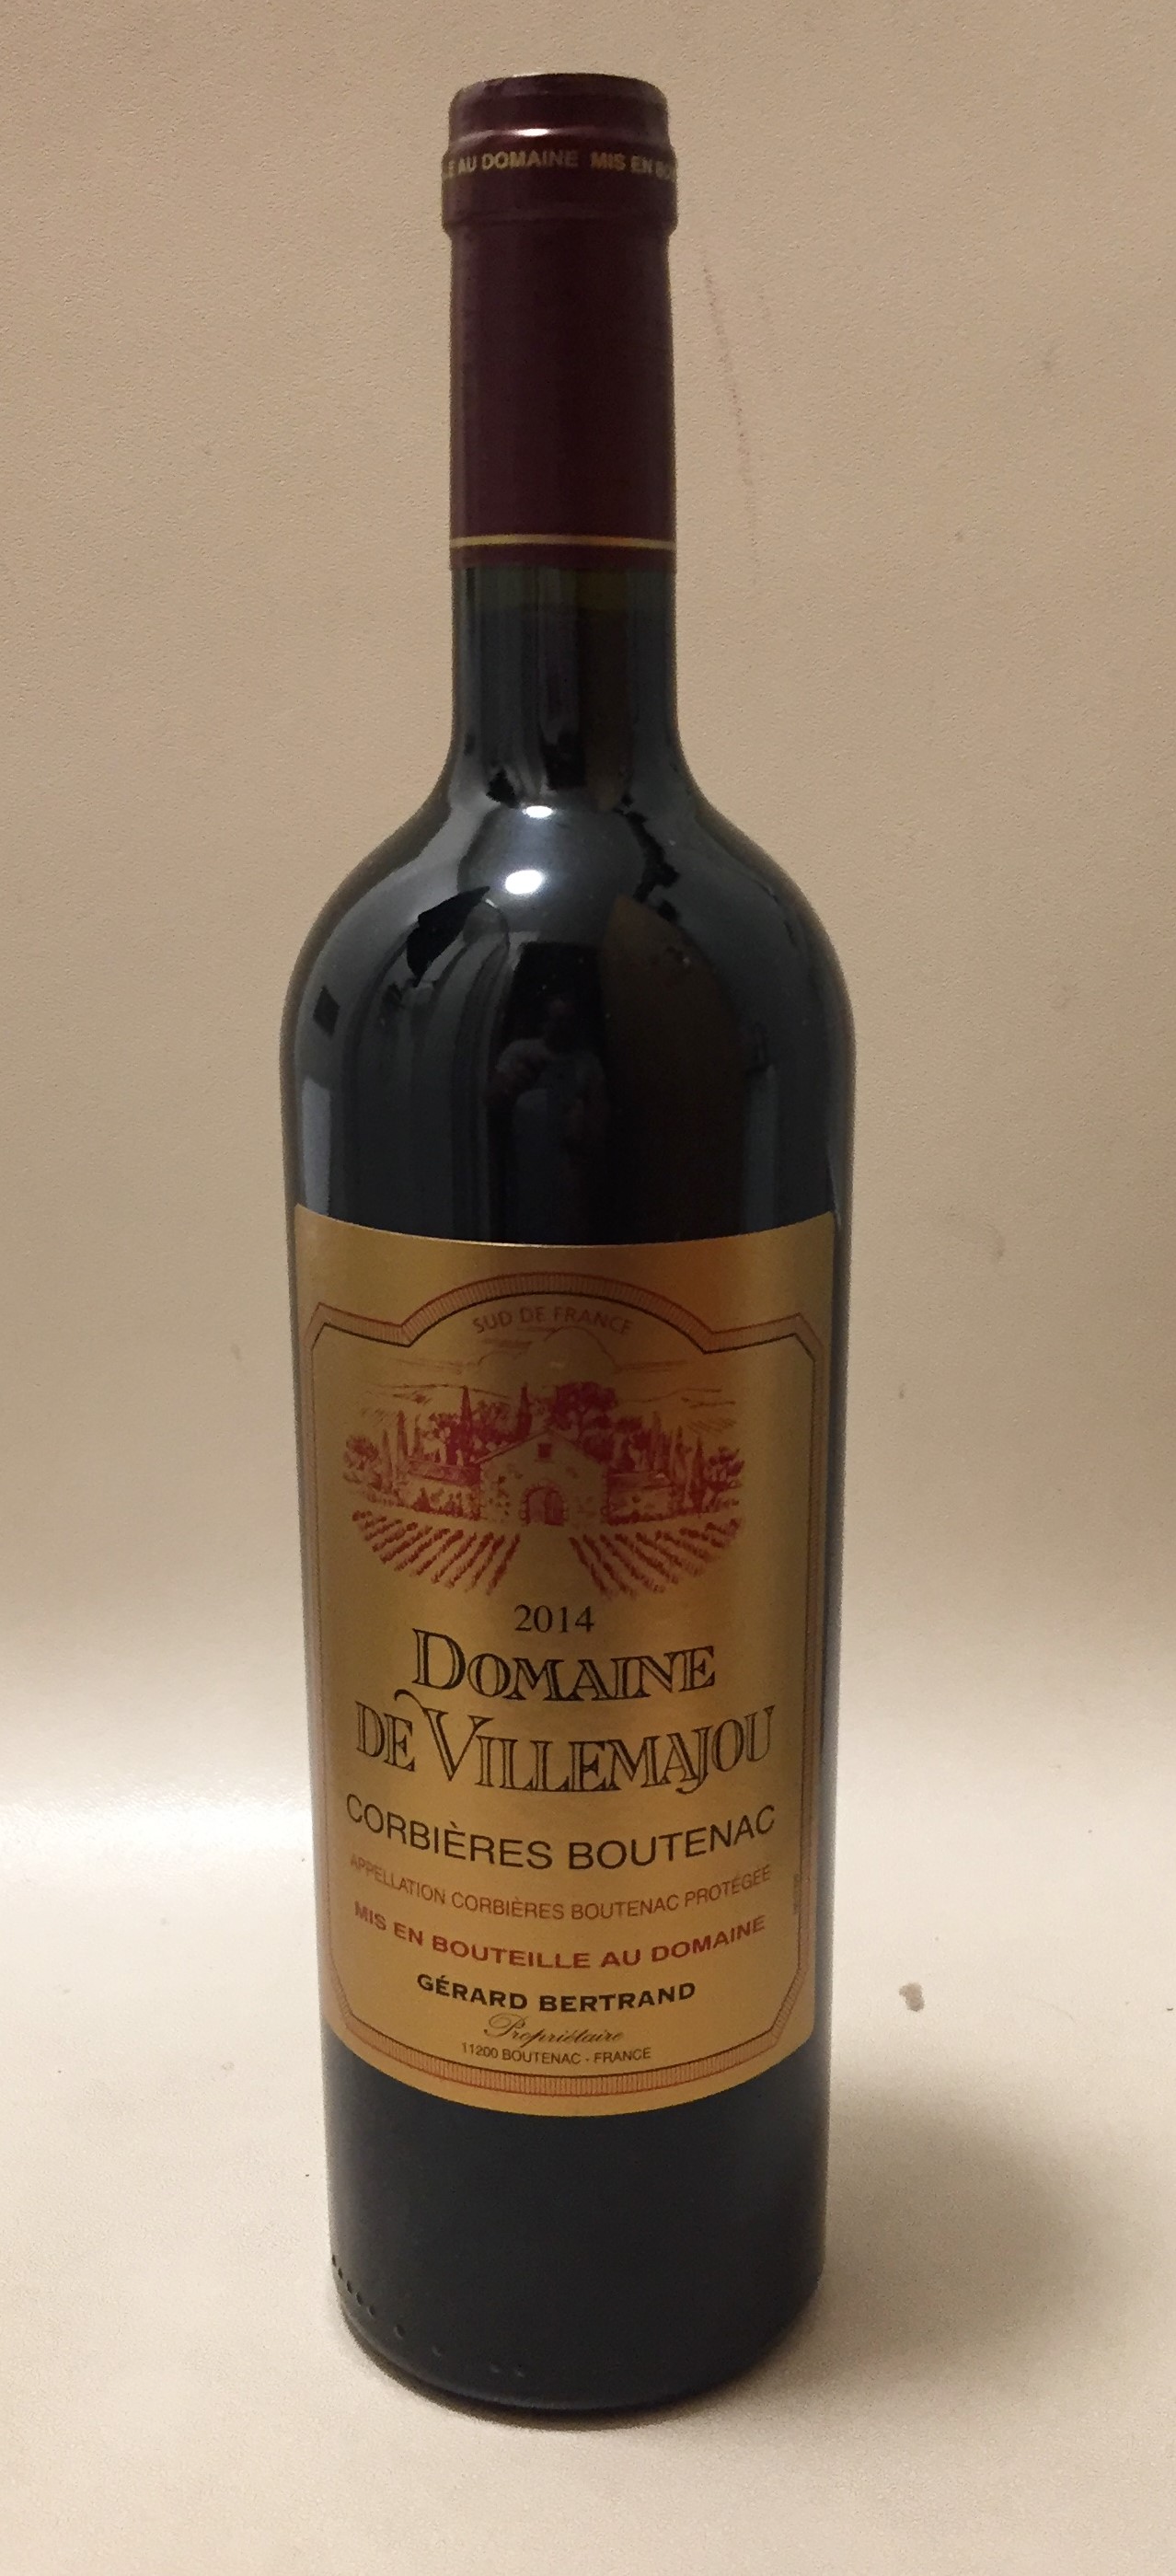 E AU DOMAINE MIS EN BO
SUD DE FRANCE
2014
DOMAINE
DE VILLEMAJOU
CORBIÈRES BOUTENAC
APPELLATION CORBIÈRES BOUTENAC PROTÉGÉE
MIS EN BOUTEILLE AU DOMAINE
GÉRARD BERTRAND
Propriétaire
11200 BOUTENAC - FRANCE